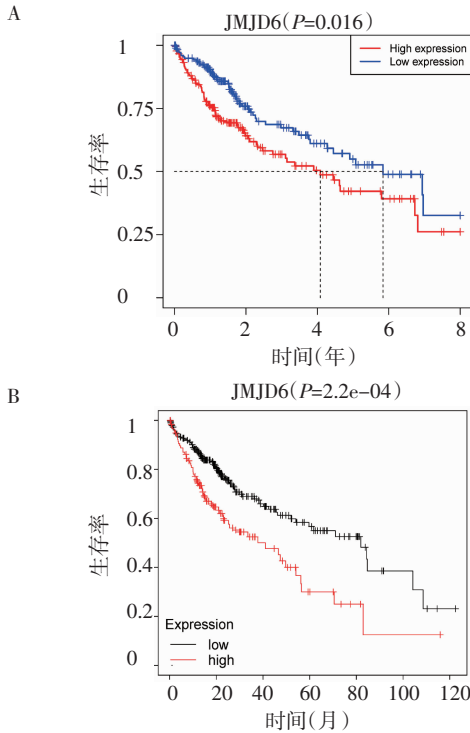 A
JMJD6(P=0.016)
High expression
Low expression
1
0.75
0.5
0.25
0
生存率
0 2 4 6 8
时间(年)
B
JMJD6(P=2.2e-04)
1
0.8
0.6
0.4
0.2
0
生存率
Expression
low
high
0 20 40 60 80 100 120
时间(月)